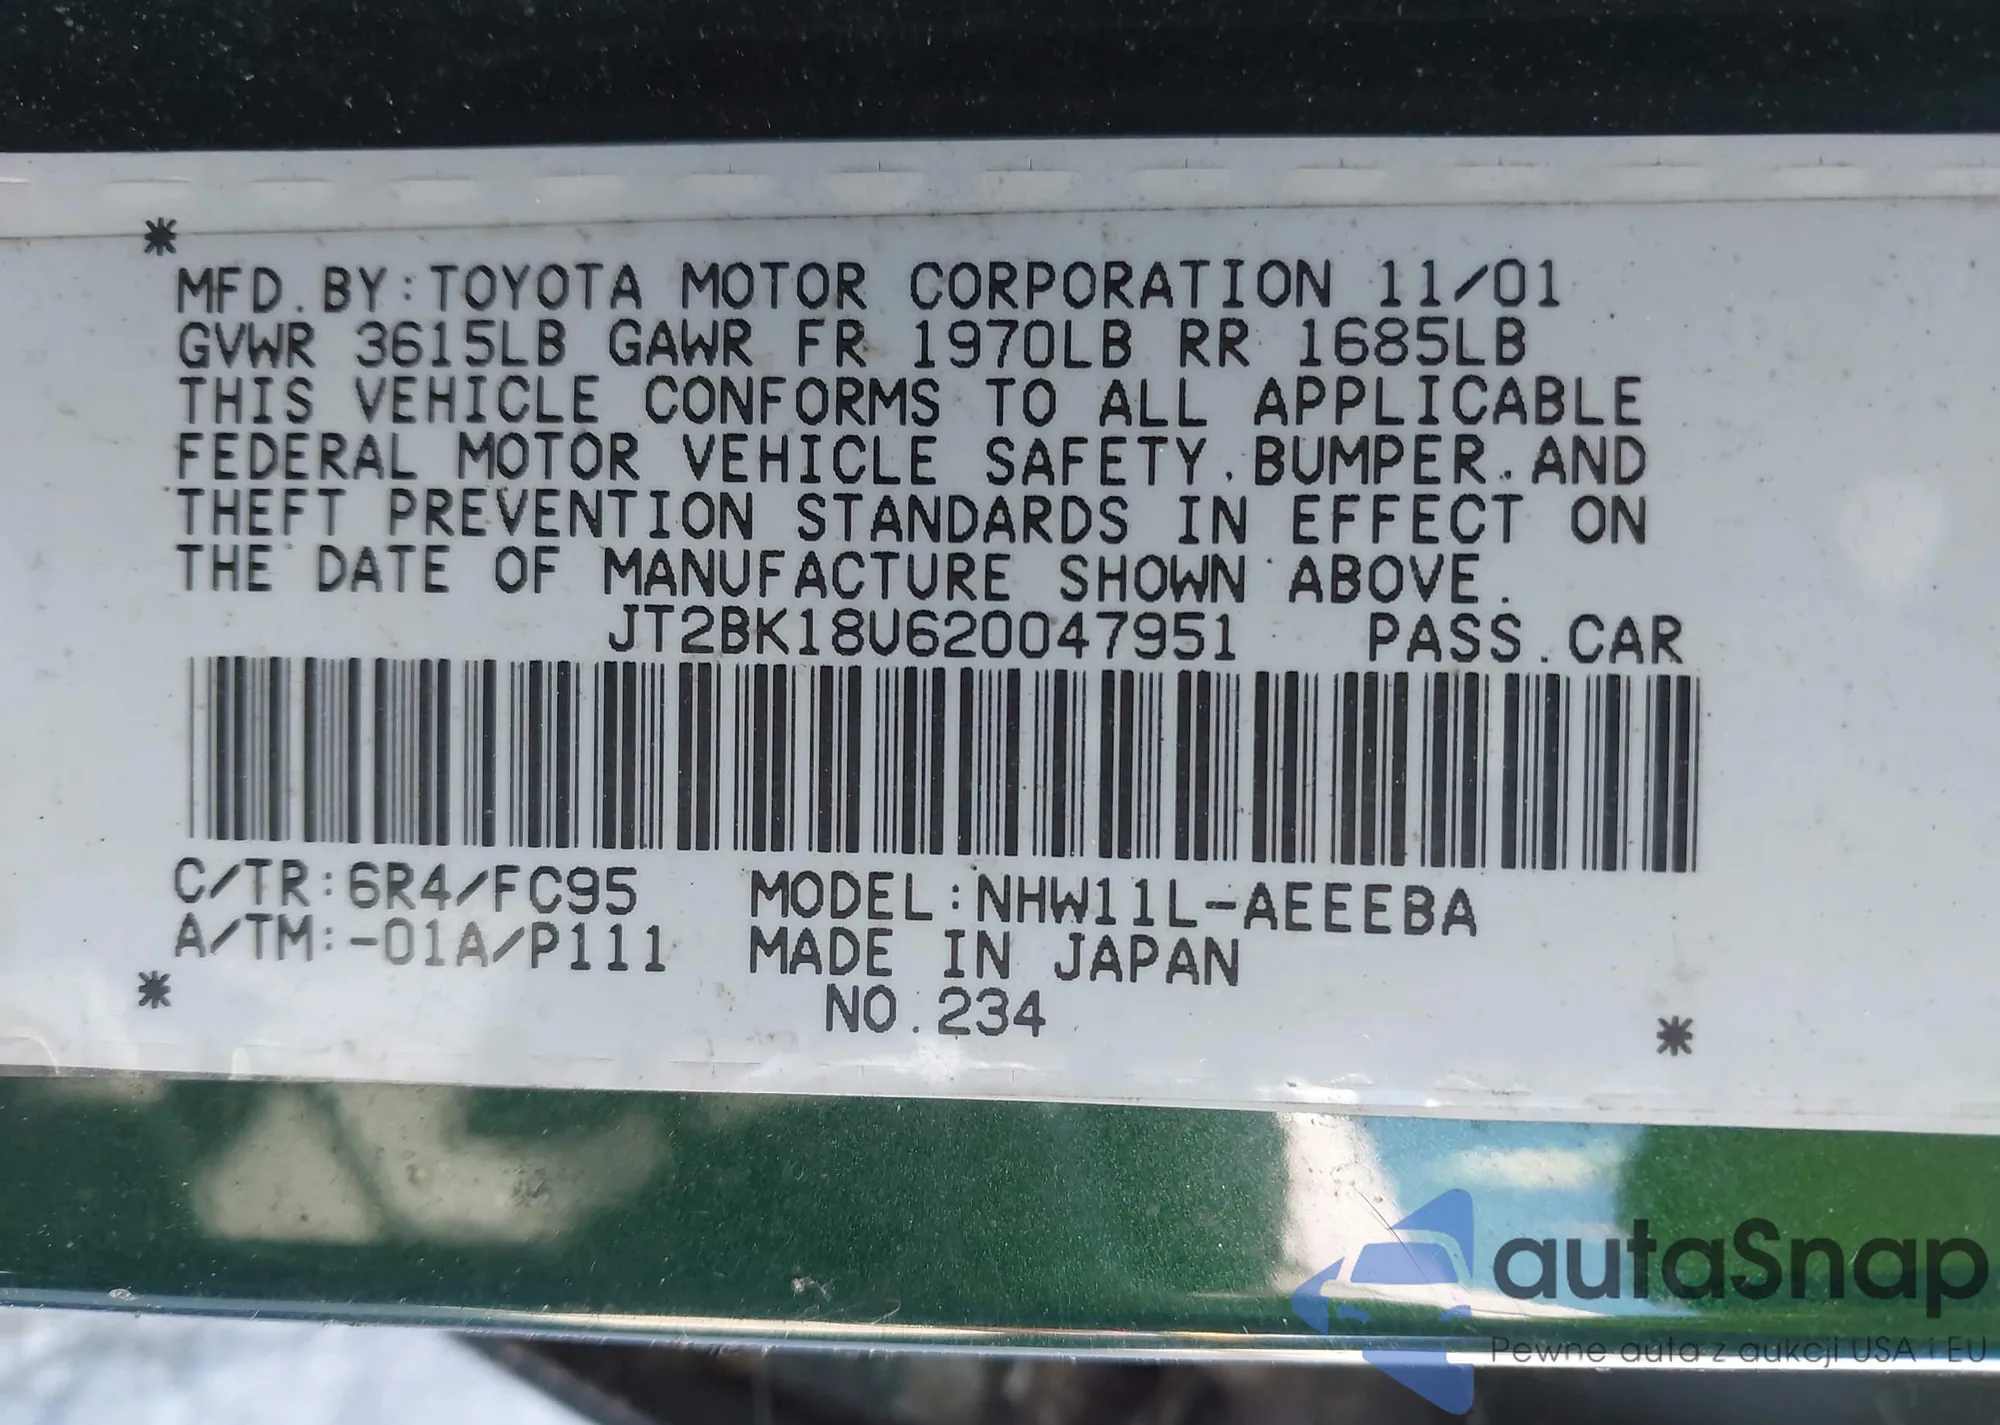 *
MFD.BY:TOYOTA MOTOR CORPORATION 11/01
GVWR 3615LB GAWR FR 1970LB RR 1685LB
THIS VEHICLE CONFORMS TO ALL APPLICABLE
FEDERAL MOTOR VEHICLE SAFETY.BUMPER.AND
THEFT PREVENTION STANDARDS IN EFFECT ON
THE DATE OF MANUFACTURE SHOWN ABOVE.
JT2BK18U620047951 PASS.CAR
C/TR:6R4/FC95 MODEL:NHW11L-AEEEBA
A/TM:-01A/P111 MADE IN JAPAN
* NO.234 *
autaSnap
Pewne auta z aukcji USA i EU